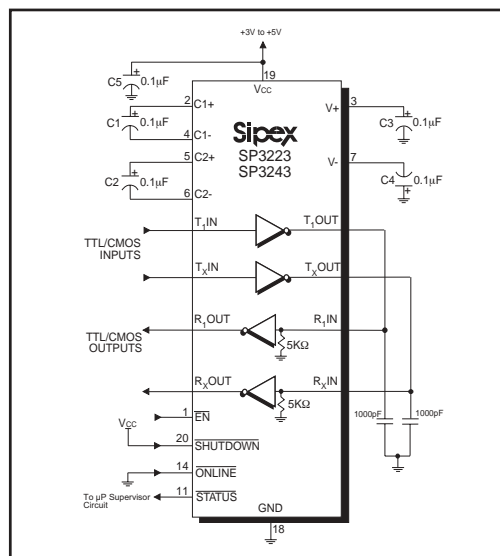 +3V to +5V
19
VCC
C5 + 0.1µF
2 C1+
C1 + 0.1µF
4 C1-
5 C2+
C2 + 0.1µF
6 C2-
Sipex
SP3223
SP3243
V+ 3
C3 + 0.1µF
V- 7
C4 + 0.1µF
T1IN
T1OUT
TTL/CMOS
INPUTS
TXIN
TXOUT
R1OUT
R1IN
TTL/CMOS
OUTPUTS
5KΩ
RXOUT
RXIN
5KΩ
1000pF
1000pF
1 EN
VCC
20 SHUTDOWN
14 ONLINE
To µP Supervisor
Circuit
11 STATUS
GND
18